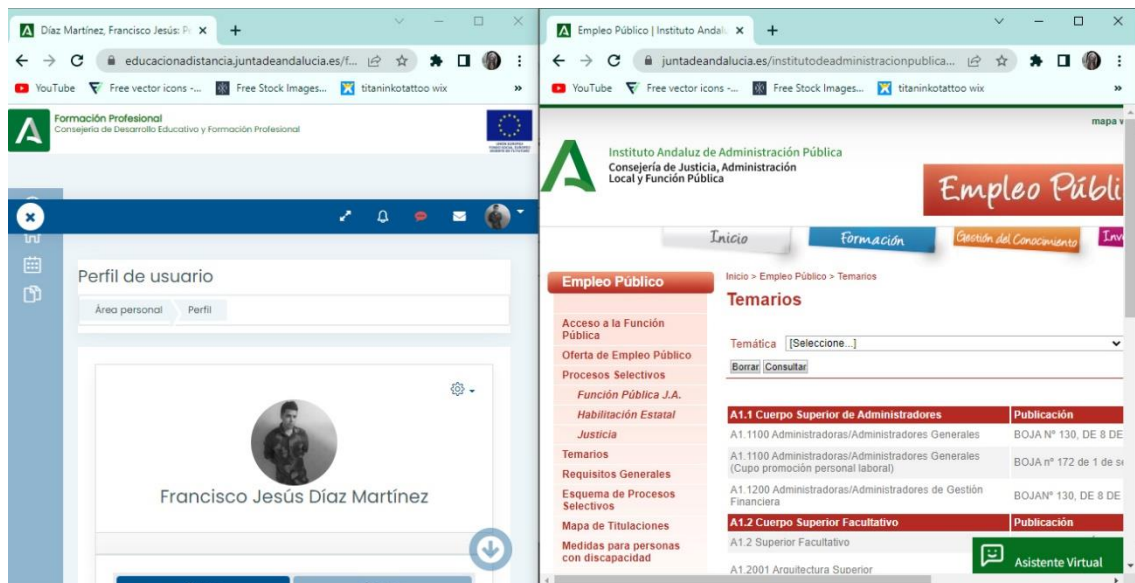 Díaz Martínez, Francisco Jesús: P
educacionadistancia.juntadeandalucia.es/f...
YouTube Free vector icons -... Free Stock Images... titaninkotattoo wix »
Formación Profesional
Consejería de Desarrollo Educativo y Formación Profesional
Perfil de usuario
Área personal Perfil
Francisco Jesús Díaz Martínez
Empleo Público | Instituto Andal
juntadeandalucia.es/institutodeadministracionpublica...
YouTube Free vector icons -... Free Stock Images... titaninkotattoo wix »
mapa
Instituto Andaluz de Administración Pública
Consejería de Justicia, Administración
Local y Función Pública
Empleo Públi
Inicio Formación Gestión del Conocimiento Inv
Empleo Público
Acceso a la Función
Pública
Oferta de Empleo Público
Procesos Selectivos
Función Pública J.A.
Habilitación Estatal
Justicia
Temarios
Requisitos Generales
Esquema de Procesos
Selectivos
Mapa de Titulaciones
Medidas para personas
con discapacidad
Inicio > Empleo Público > Temarios
Temarios
Temática [Seleccione...]
Borrar Consultar
A1.1 Cuerpo Superior de Administradores Publicación
A1.1100 Administradoras/Administradores Generales BOJA Nº 130, DE 8 DE
A1.1100 Administradoras/Administradores Generales
(Cupo promoción personal laboral) BOJA nº 172 de 1 de se
A1.1200 Administradoras/Administradores de Gestión
Financiera BOJANº 130, DE 8 DE
A1.2 Cuerpo Superior Facultativo Publicación
A1.2 Superior Facultativo
A1.2001 Arquitectura Superior
Asistente Virtual